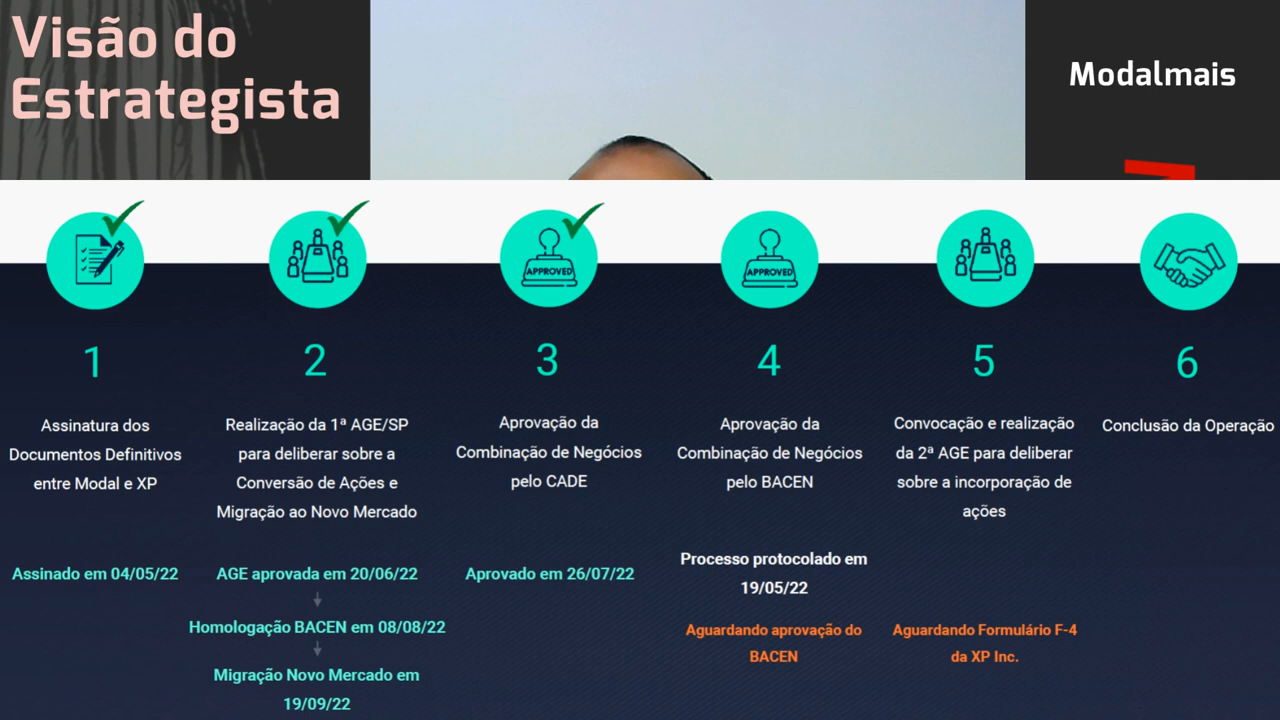 Visão do
Estrategista
Modalmais
APPROVED
APPROVED
1
Assinatura dos
Documentos Definitivos
entre Modal e XP
Assinado em 04/05/22
2
Realização da 1ª AGE/SP
para deliberar sobre a
Conversão de Ações e
Migração ao Novo Mercado
AGE aprovada em 20/06/22
Homologação BACEN em 08/08/22
Migração Novo Mercado em
19/09/22
3
Aprovação da
Combinação de Negócios
pelo CADE
Aprovado em 26/07/22
4
Aprovação da
Combinação de Negócios
pelo BACEN
Processo protocolado em
19/05/22
Aguardando aprovação do
BACEN
5
Convocação e realização
da 2ª AGE para deliberar
sobre a incorporação de
ações
Aguardando Formulário F-4
da XP Inc.
6
Conclusão da Operação